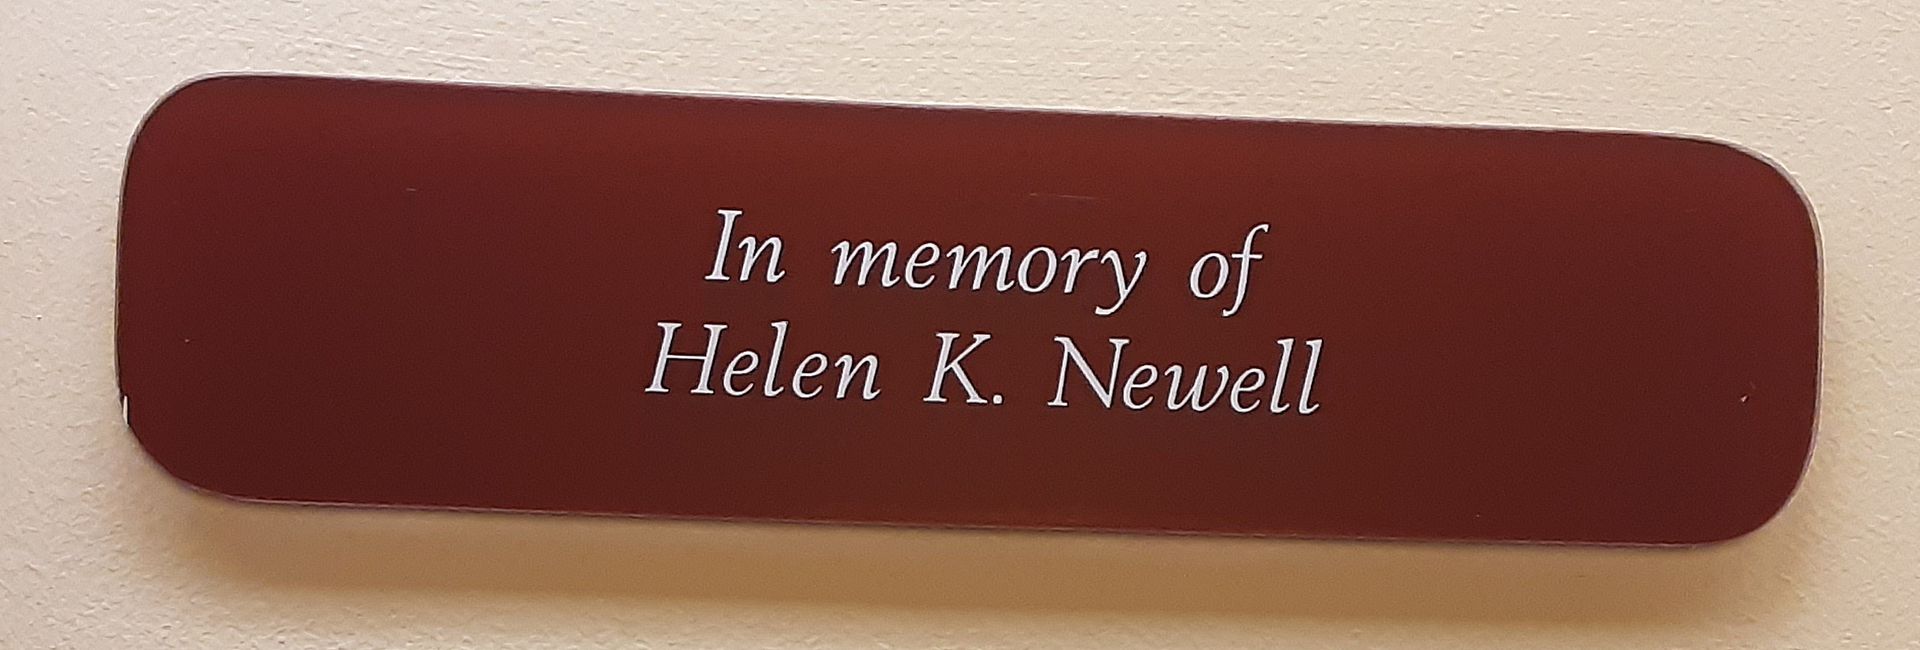 In memory of
Helen K. Newell